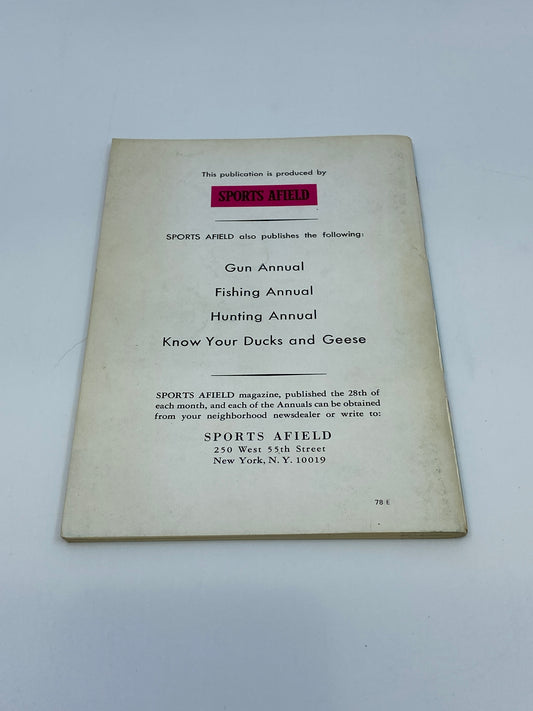 This publication is produced by
SPORTS AFIELD
SPORTS AFIELD also publishes the following:
Gun Annual
Fishing Annual
Hunting Annual
Know Your Ducks and Geese
SPORTS AFIELD magazine, published the 28th of
each month, and each of the Annuals can be obtained
from your neighborhood newsdealer or write to:
SPORTS AFIELD
250 West 55th Street
New York, N. Y. 10019
78 E